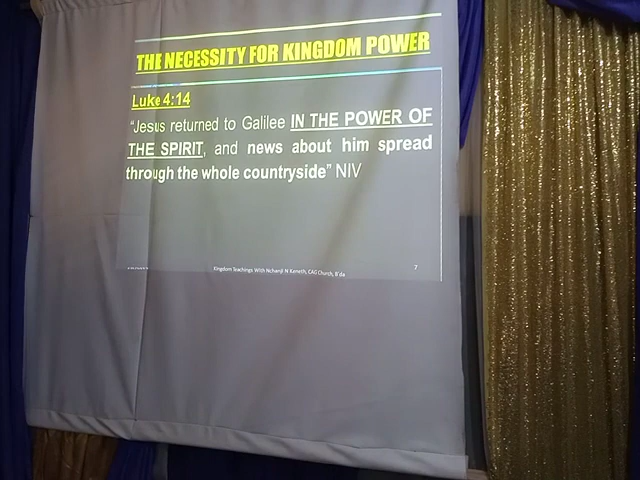 THE NECESSITY FOR KINGDOM POWER
Luke 4:14
“Jesus returned to Galilee IN THE POWER OF
THE SPIRIT, and news about him spread
through the whole countryside” NIV
Kingdom Teachings With Nchanji N Keneth, CAG Church, B'da
7